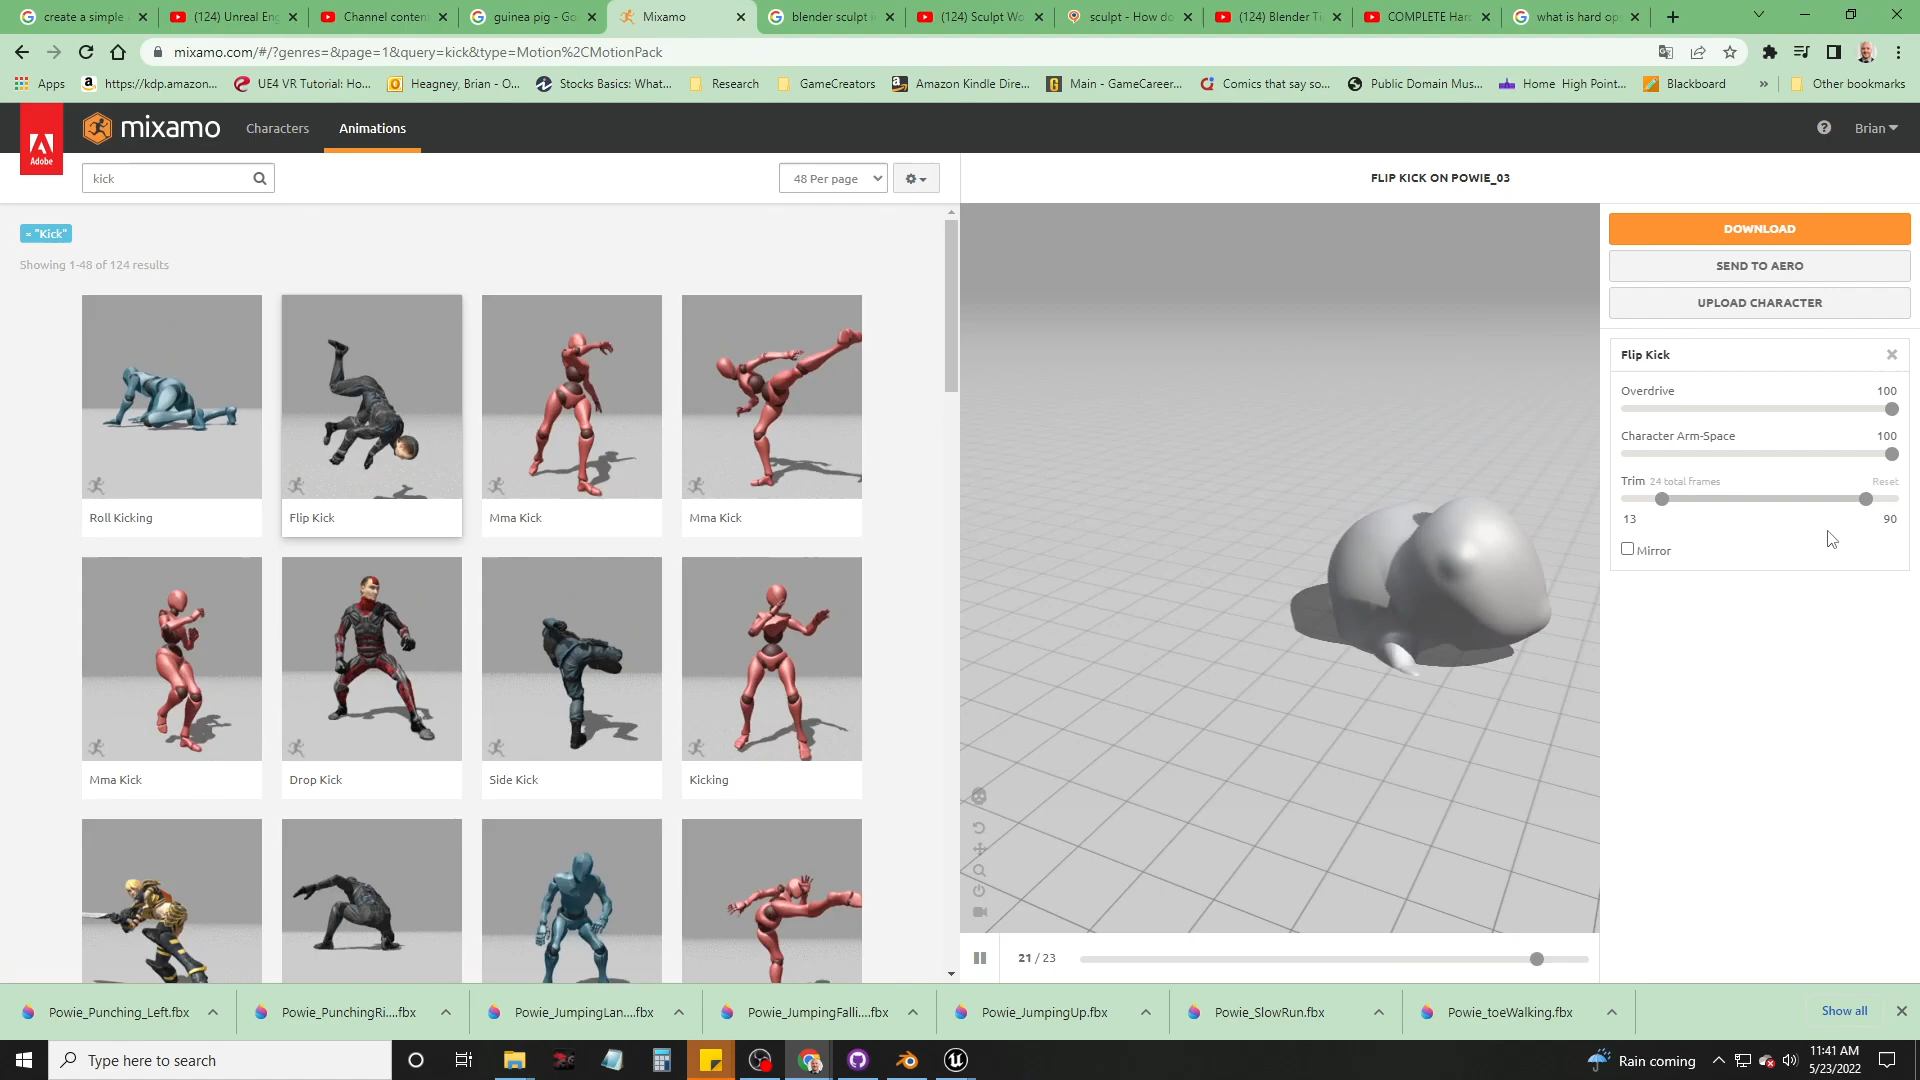 create a simple
(124) Unreal Eng
Channel conten
guinea pig - Go
Mixamo
blender sculpt i
(124) Sculpt Wo
sculpt - How do
(124) Blender Ti
COMPLETE Har
what is hard op
mixamo.com/#/?genres=&page=1&query=kick&type=Motion%2CMotionPack
Apps
https://kdp.amazon...
UE4 VR Tutorial: Ho...
Heagney, Brian - O...
Stocks Basics: What...
Research
GameCreators
Amazon Kindle Dire...
Main - GameCareer...
Comics that say so...
Public Domain Mus...
Home High Point...
Blackboard
»
Other bookmarks
Adobe
mixamo
Characters
Animations
Brian
kick
48 Per page
FLIP KICK ON POWIE_03
× "Kick"
Showing 1-48 of 124 results
DOWNLOAD
SEND TO AERO
UPLOAD CHARACTER
Flip Kick
Overdrive 100
Character Arm-Space 100
Trim 24 total frames Reset
13 90
Mirror
Roll Kicking
Flip Kick
Mma Kick
Mma Kick
Mma Kick
Drop Kick
Side Kick
Kicking
21 / 23
Powie_Punching_Left.fbx
Powie_PunchingRi....fbx
Powie_JumpingLan....fbx
Powie_JumpingFalli....fbx
Powie_JumpingUp.fbx
Powie_SlowRun.fbx
Powie_toeWalking.fbx
Show all
Type here to search
Rain coming
11:41 AM
5/23/2022